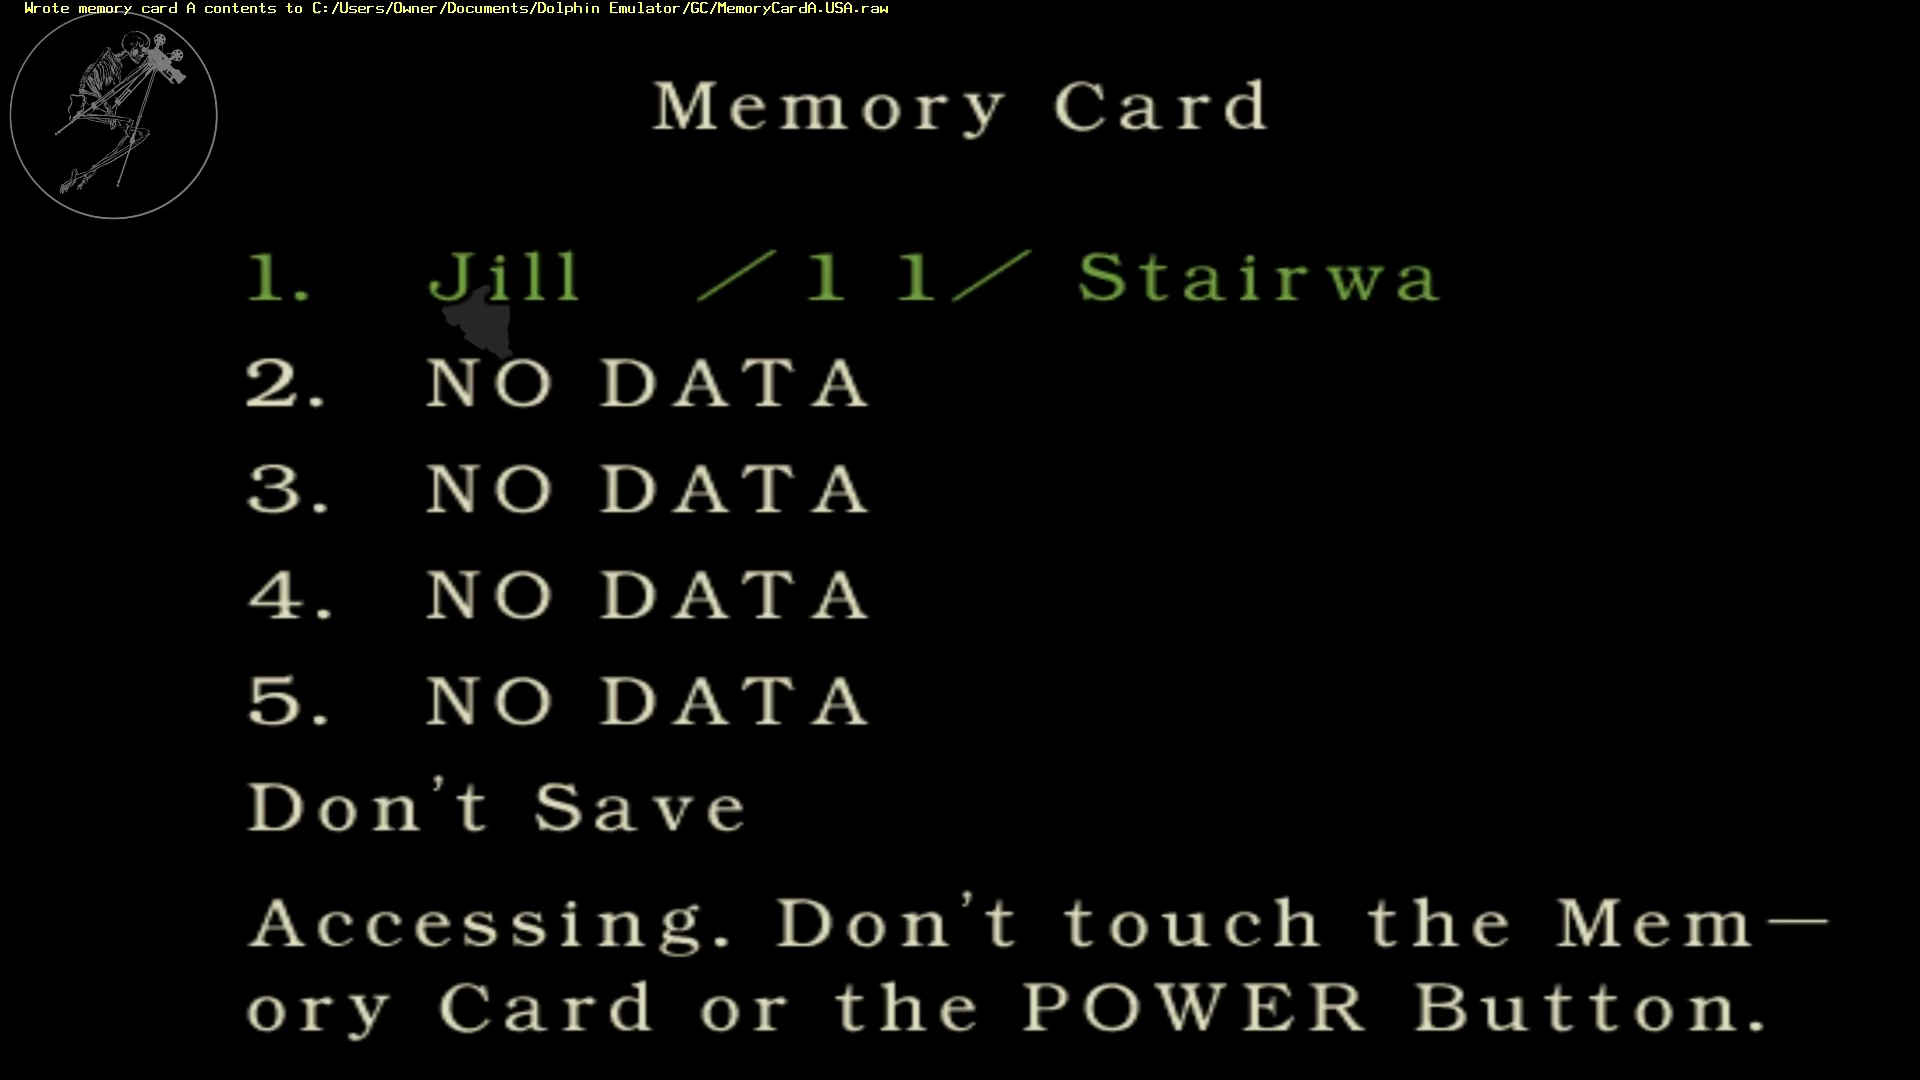 Wrote memory card A contents to C:/Users/Owner/Documents/Dolphin Emulator/GC/MemoryCardA.USA.raw
Memory Card
1. Jill ／11／ Stairwa
2. NO DATA
3. NO DATA
4. NO DATA
5. NO DATA
Don't Save
Accessing. Don't touch the Mem—
ory Card or the POWER Button.